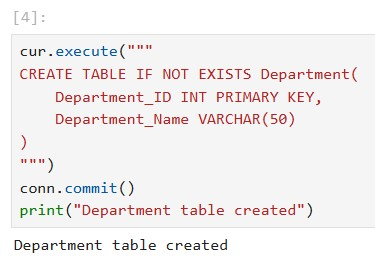 [4]:
cur.execute("""
CREATE TABLE IF NOT EXISTS Department(
    Department_ID INT PRIMARY KEY,
    Department_Name VARCHAR(50)
)
""")
conn.commit()
print("Department table created")
Department table created